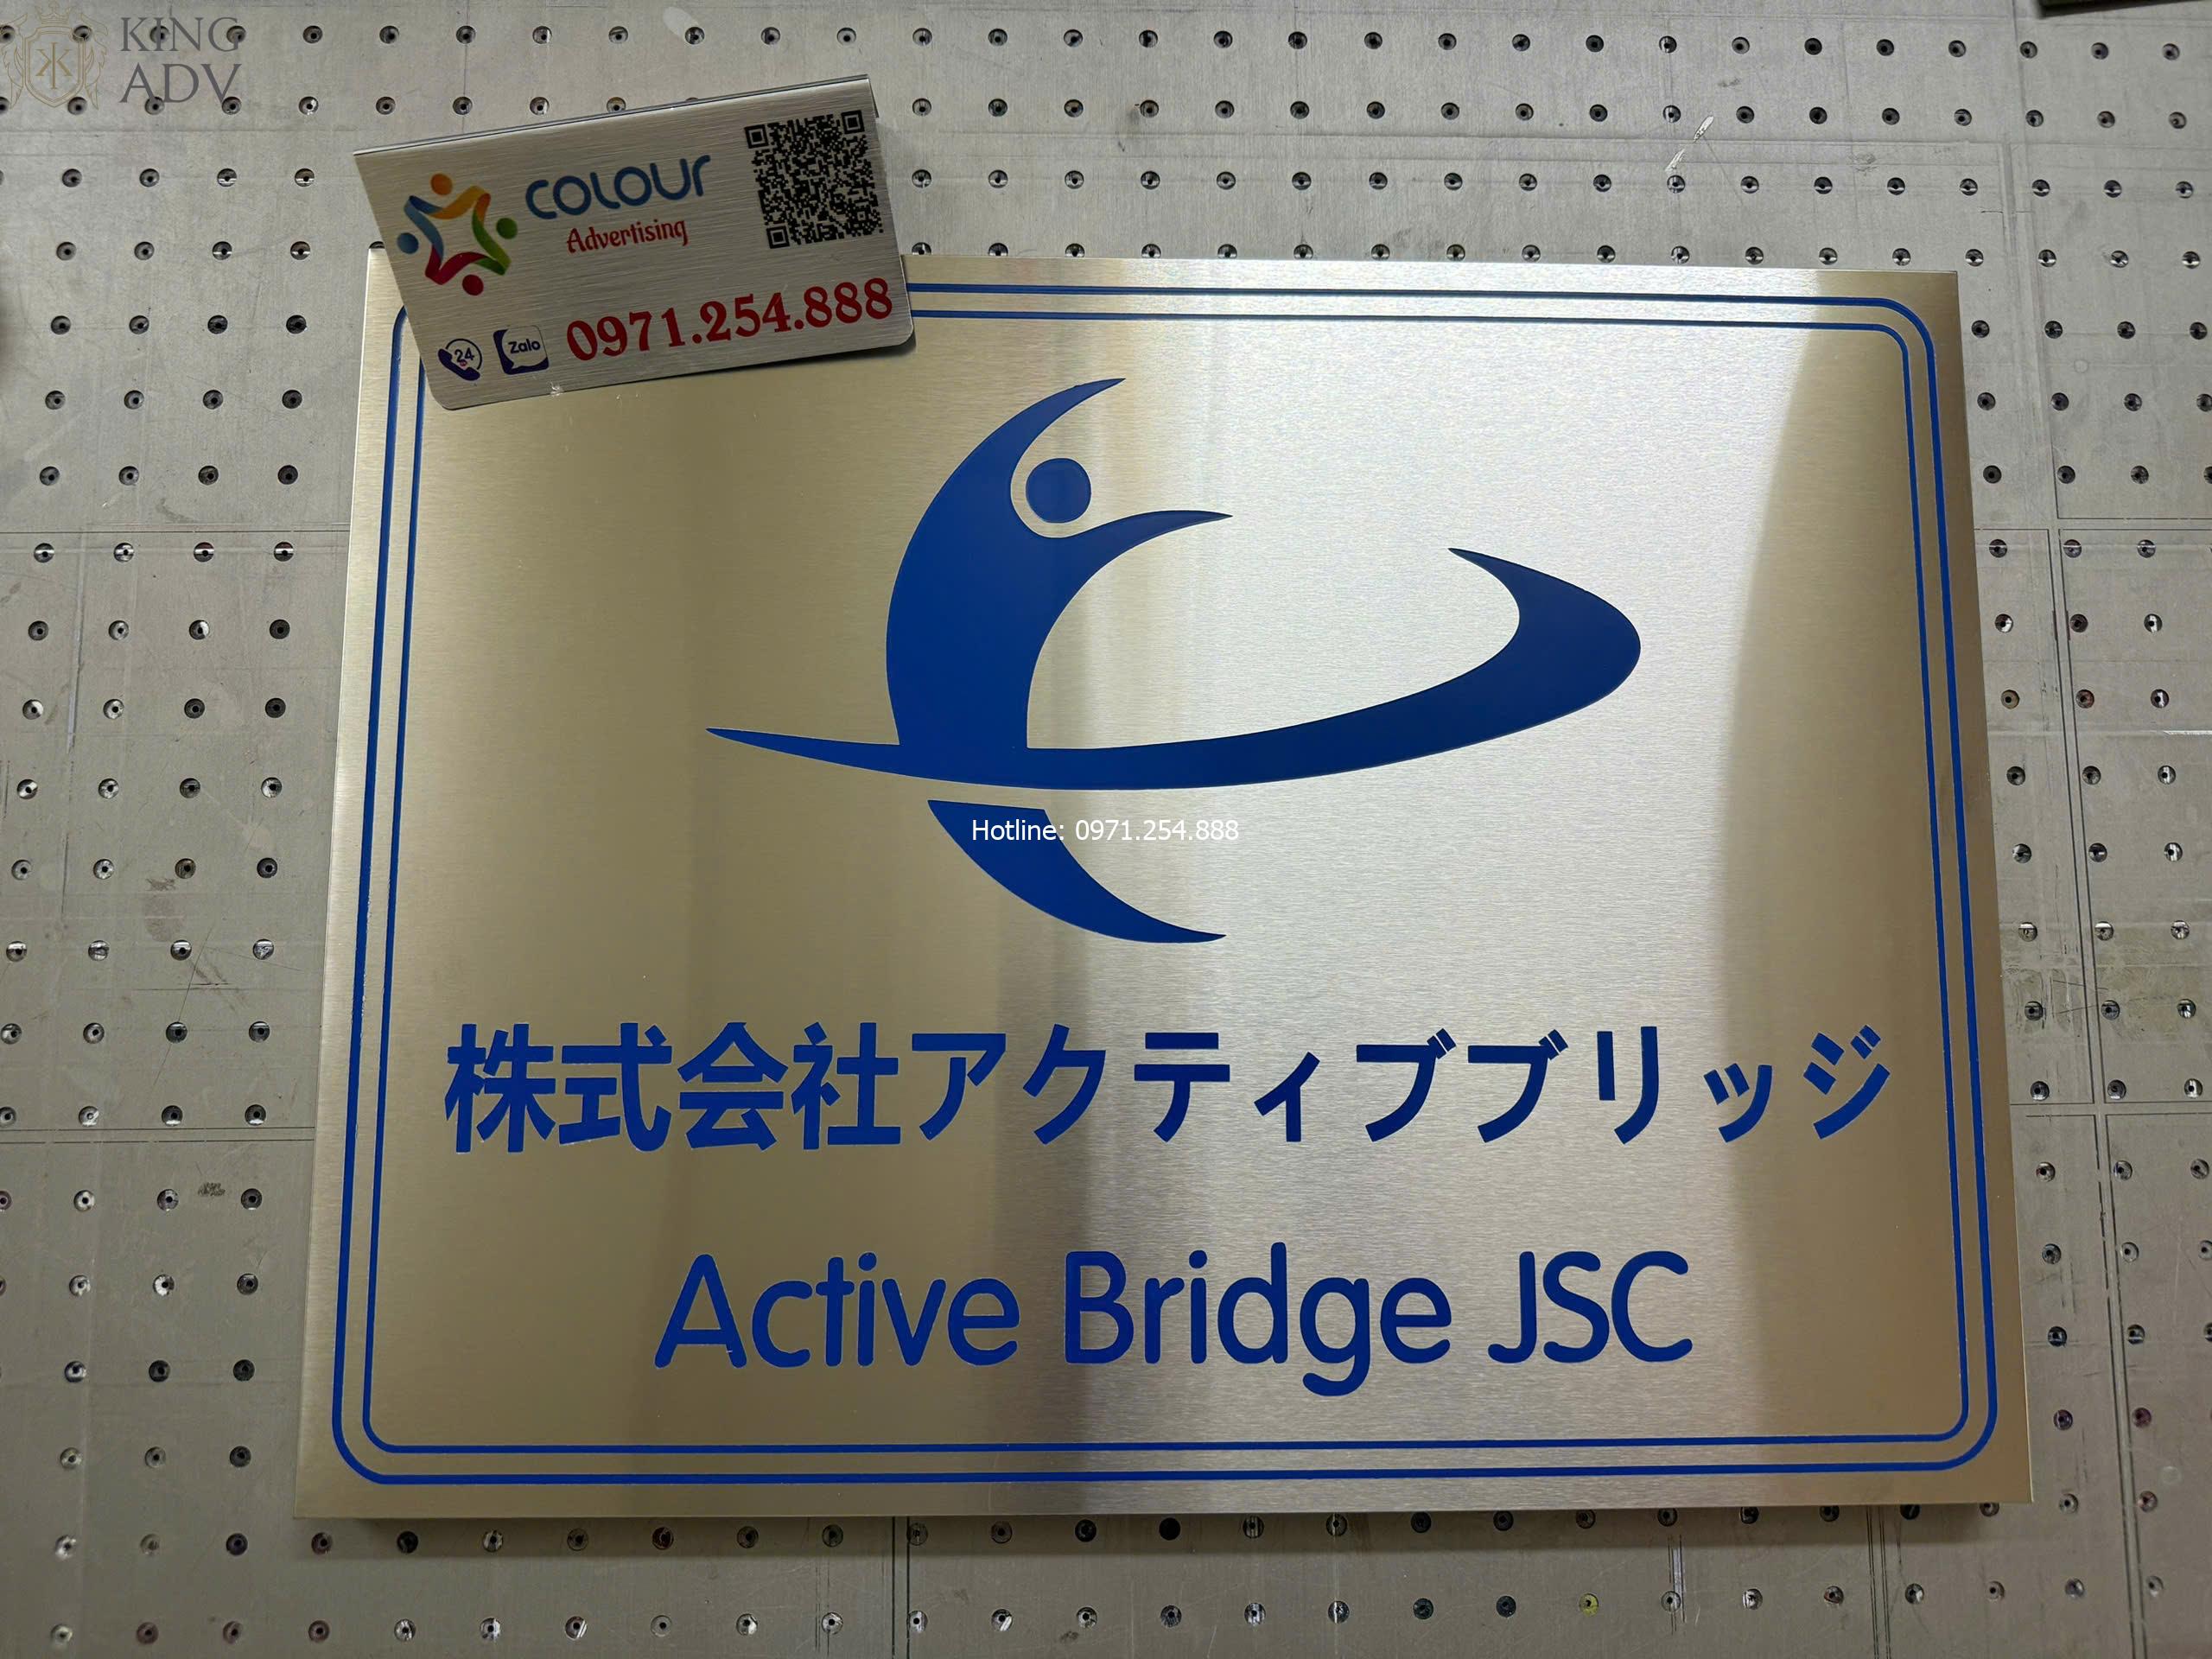 KING
ADV
COLOUR
Advertising
24
Zalo
0971.254.888
Hotline: 0971.254.888
株式会社アクティブブリッジ
Active Bridge JSC